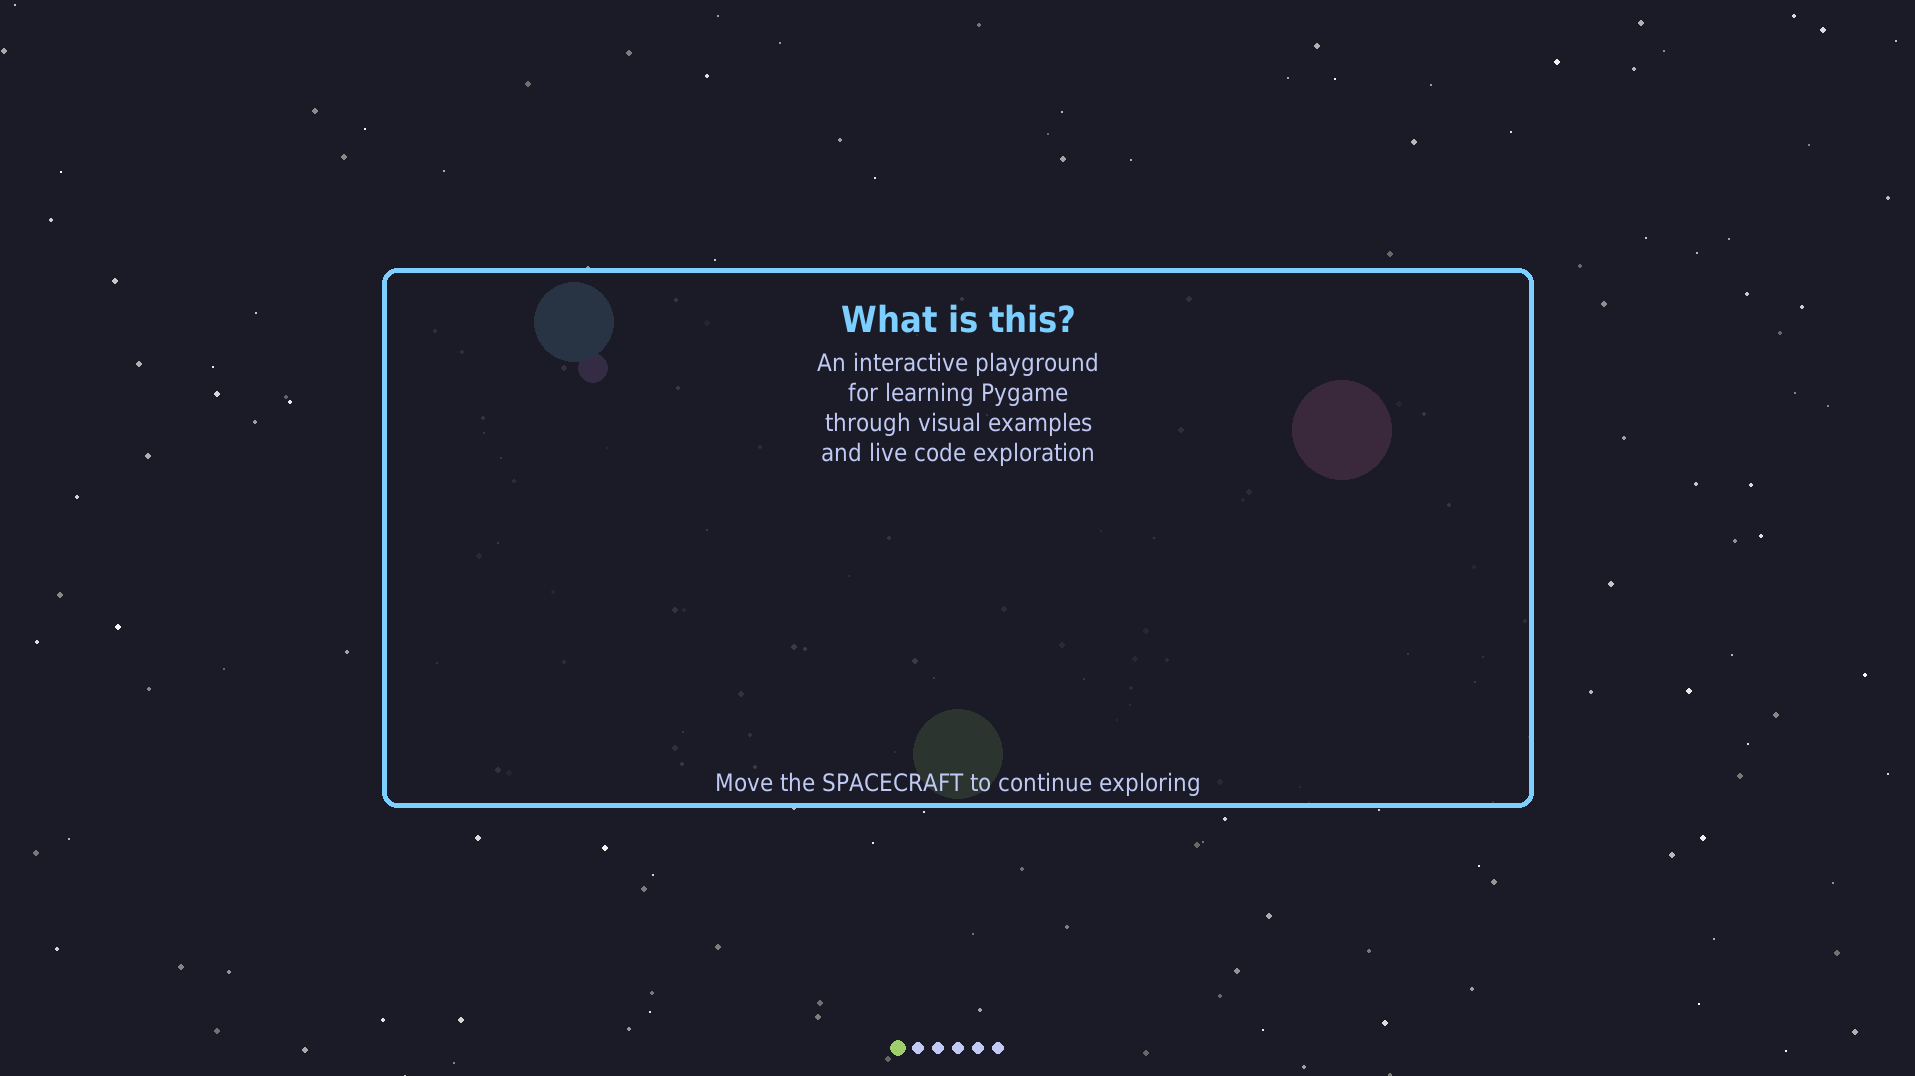 What is this?
An interactive playground
for learning Pygame
through visual examples
and live code exploration
Move the SPACECRAFT to continue exploring